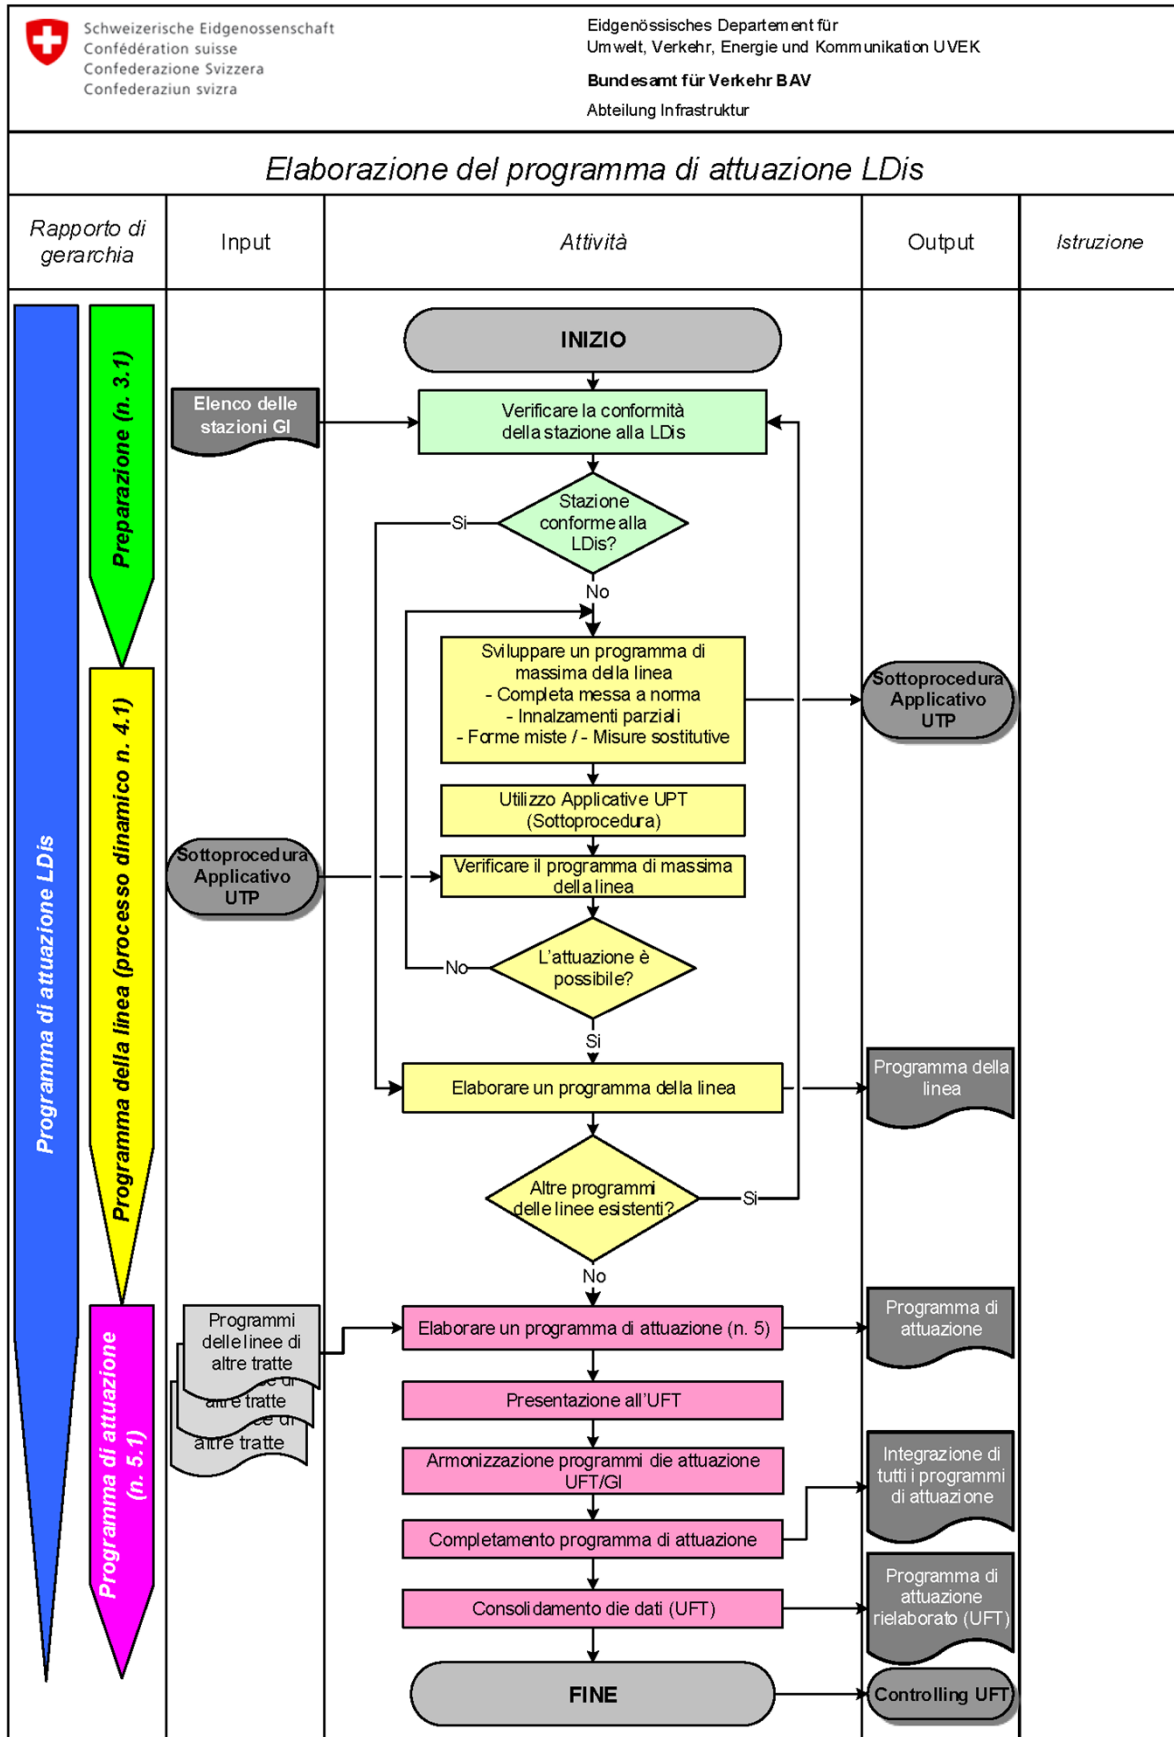 Schweizerische Eidgenossenschaft
Confédération suisse
Confederazione Svizzera
Confederaziun svizra
Eidgenössisches Departement für
Umwelt, Verkehr, Energie und Kommunikation UVEK
Bundesamt für Verkehr BAV
Abteilung Infrastruktur
Elaborazione del programma di attuazione LDis
Rapporto di
gerarchia
Input
Attività
Output
Istruzione
Programma di attuazione LDis
Preparazione (n. 3.1)
Programma della linea (processo dinamico n. 4.1)
Programma di attuazione
(n. 5.1)
INIZIO
Elenco delle
stazioni GI
Verificare la conformità
della stazione alla LDis
Stazione
conforme alla
LDis?
Si
No
Sviluppare un programma di
massima della linea
- Completa messa a norma
- Innalzamenti parziali
- Forme miste / - Misure sostitutive
Sottoprocedura
Applicativo
UTP
Utilizzo Applicative UPT
(Sottoprocedura)
Sottoprocedura
Applicativo
UTP
Verificare il programma di massima
della linea
L'attuazione è
possibile?
No
Si
Elaborare un programma della linea
Programma della
linea
Altre programmi
delle linee esistenti?
Si
No
Programmi
delle linee di
altre tratte
ee di
altre tratte
ee di
altre tratte
Elaborare un programma di attuazione (n. 5)
Programma di
attuazione
Presentazione all'UFT
Armonizzazione programmi die attuazione
UFT/GI
Integrazione di
tutti i programmi
di attuazione
Completamento programma di attuazione
Consolidamento die dati (UFT)
Programma di
attuazione
rielaborato (UFT)
FINE
Controlling UFT